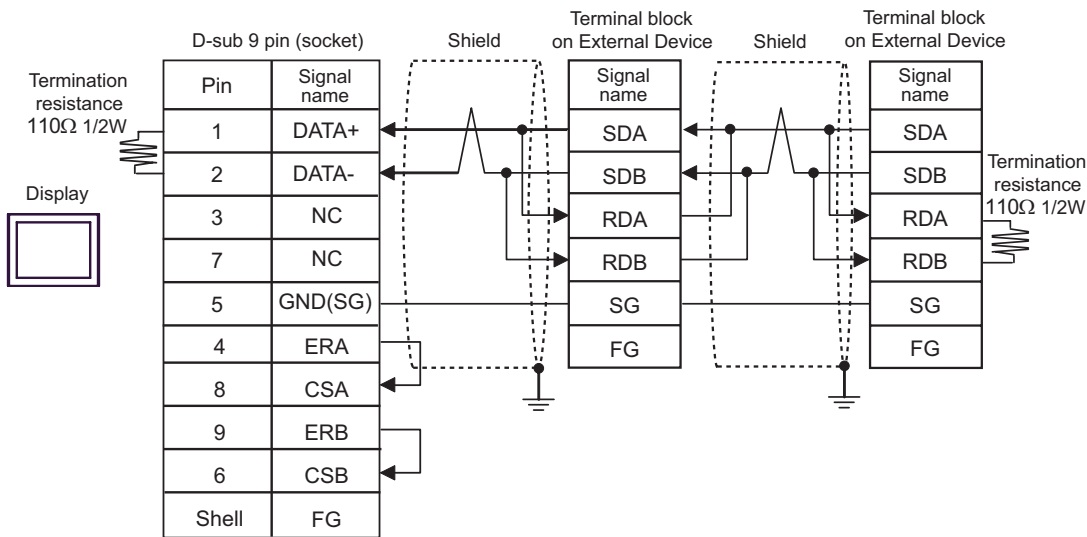 Terminal block
on External Device
Terminal block
on External Device
D-sub 9 pin (socket)
Shield
Shield
Termination
resistance
110Ω 1/2W
Display
Pin
Signal
name
1
DATA+
2
DATA-
3
NC
7
NC
5
GND(SG)
4
ERA
8
CSA
9
ERB
6
CSB
Shell
FG
Signal
name
SDA
SDB
RDA
RDB
SG
FG
Signal
name
SDA
SDB
RDA
RDB
SG
FG
Termination
resistance
110Ω 1/2W